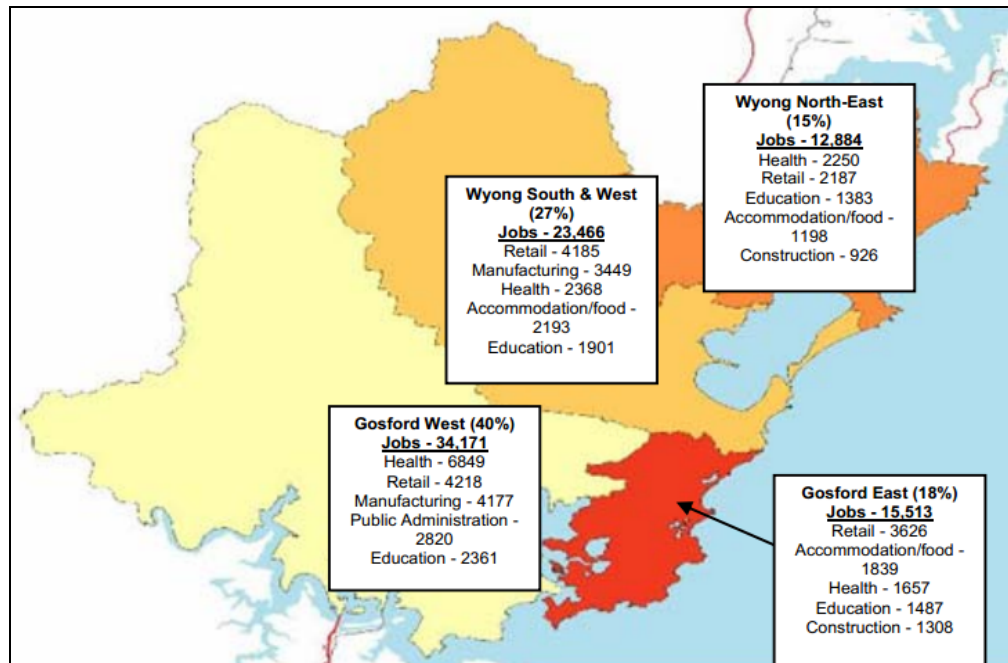 Wyong North-East
(15%)
Jobs - 12,884
Health - 2250
Retail - 2187
Education - 1383
Accommodation/food -
1198
Construction - 926
Wyong South & West
(27%)
Jobs - 23,466
Retail - 4185
Manufacturing - 3449
Health - 2368
Accommodation/food -
2193
Education - 1901
Gosford West (40%)
Jobs - 34,171
Health - 6849
Retail - 4218
Manufacturing - 4177
Public Administration -
2820
Education - 2361
Gosford East (18%)
Jobs - 15,513
Retail - 3626
Accommodation/food -
1839
Health - 1657
Education - 1487
Construction - 1308